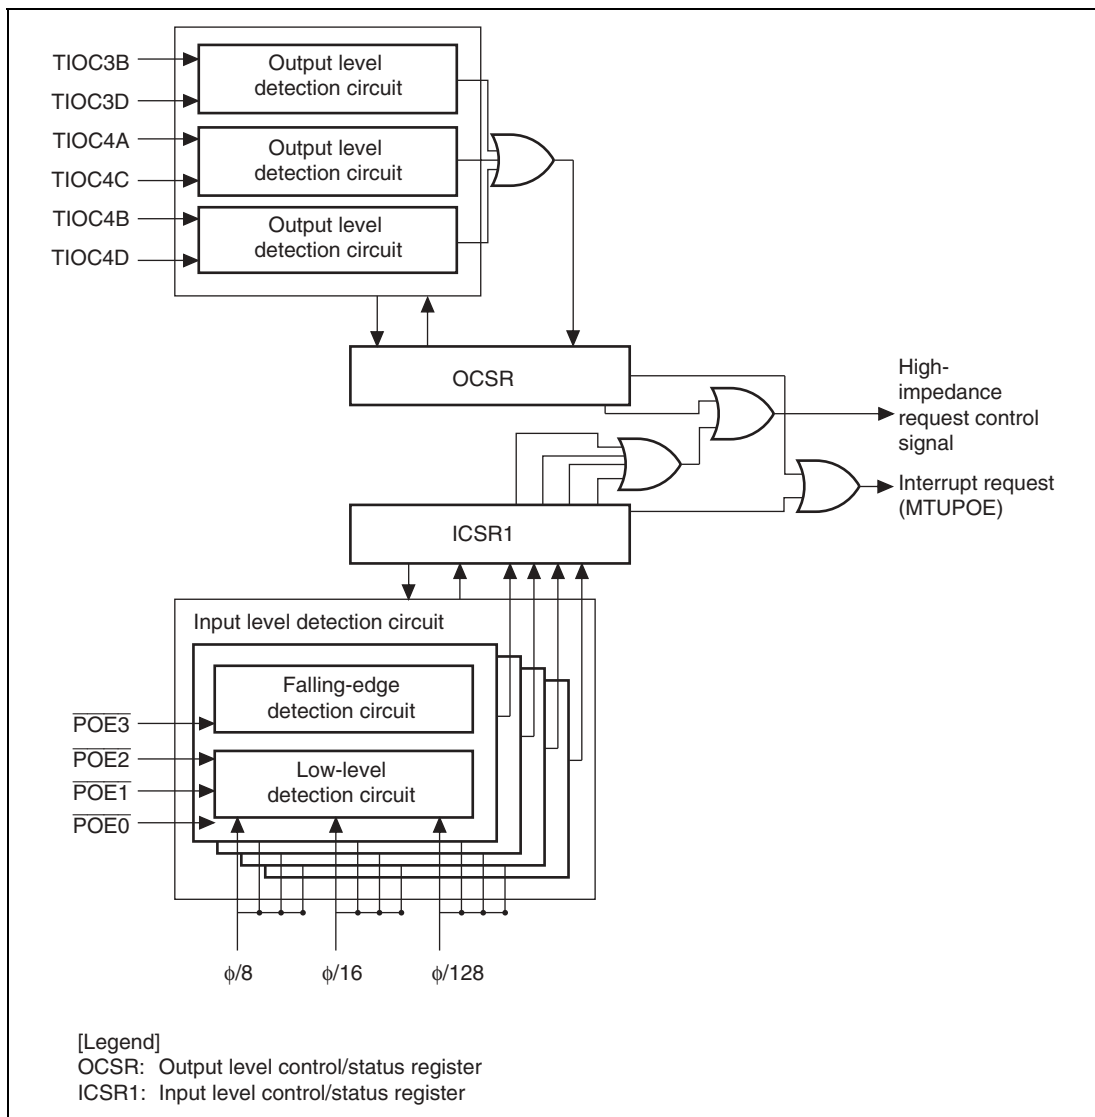 TIOC3B
TIOC3D
TIOC4A
TIOC4C
TIOC4B
TIOC4D
Output level
detection circuit
Output level
detection circuit
Output level
detection circuit
OCSR
High-
impedance
request control
signal
Interrupt request
(MTUPOE)
ICSR1
Input level detection circuit
Falling-edge
detection circuit
Low-level
detection circuit
POE3
POE2
POE1
POE0
ϕ/8
ϕ/16
ϕ/128
[Legend]
OCSR: Output level control/status register
ICSR1: Input level control/status register